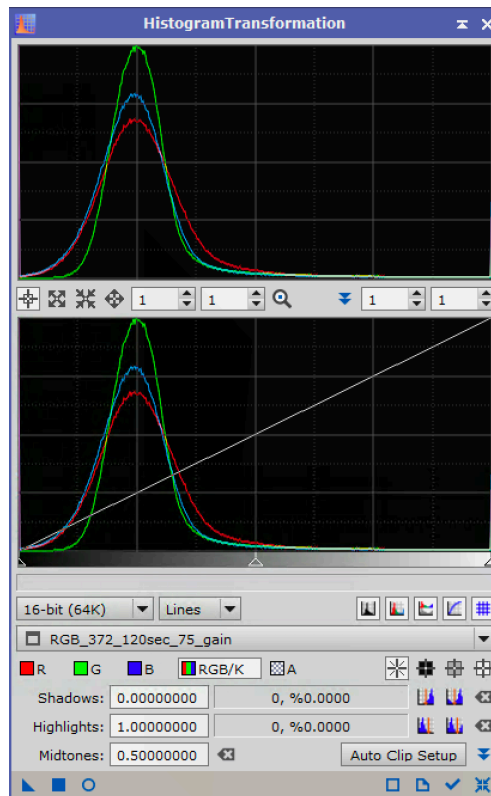 HistogramTransformation
1 1 1 1
16-bit (64K) Lines
RGB_372_120sec_75_gain
R G B RGB/K A
Shadows: 0.00000000 0, %0.0000
Highlights: 1.00000000 0, %0.0000
Midtones: 0.50000000 Auto Clip Setup